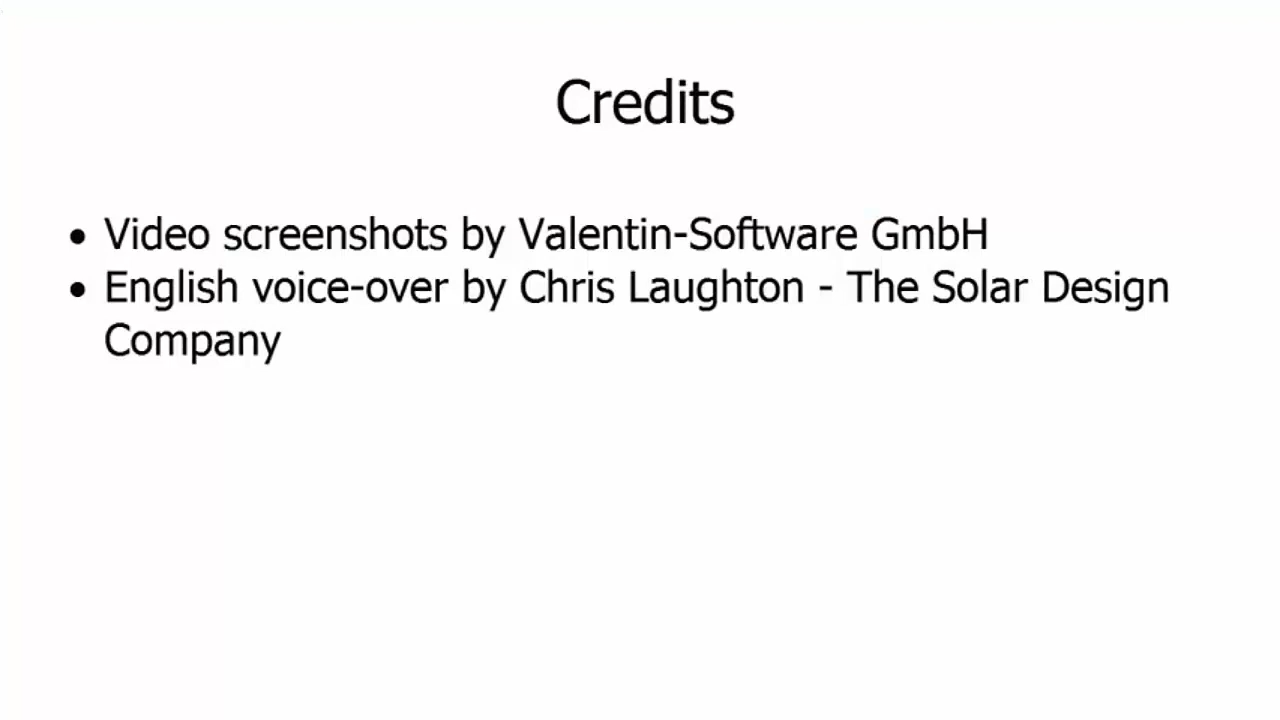 Credits
• Video screenshots by Valentin-Software GmbH
• English voice-over by Chris Laughton - The Solar Design
Company